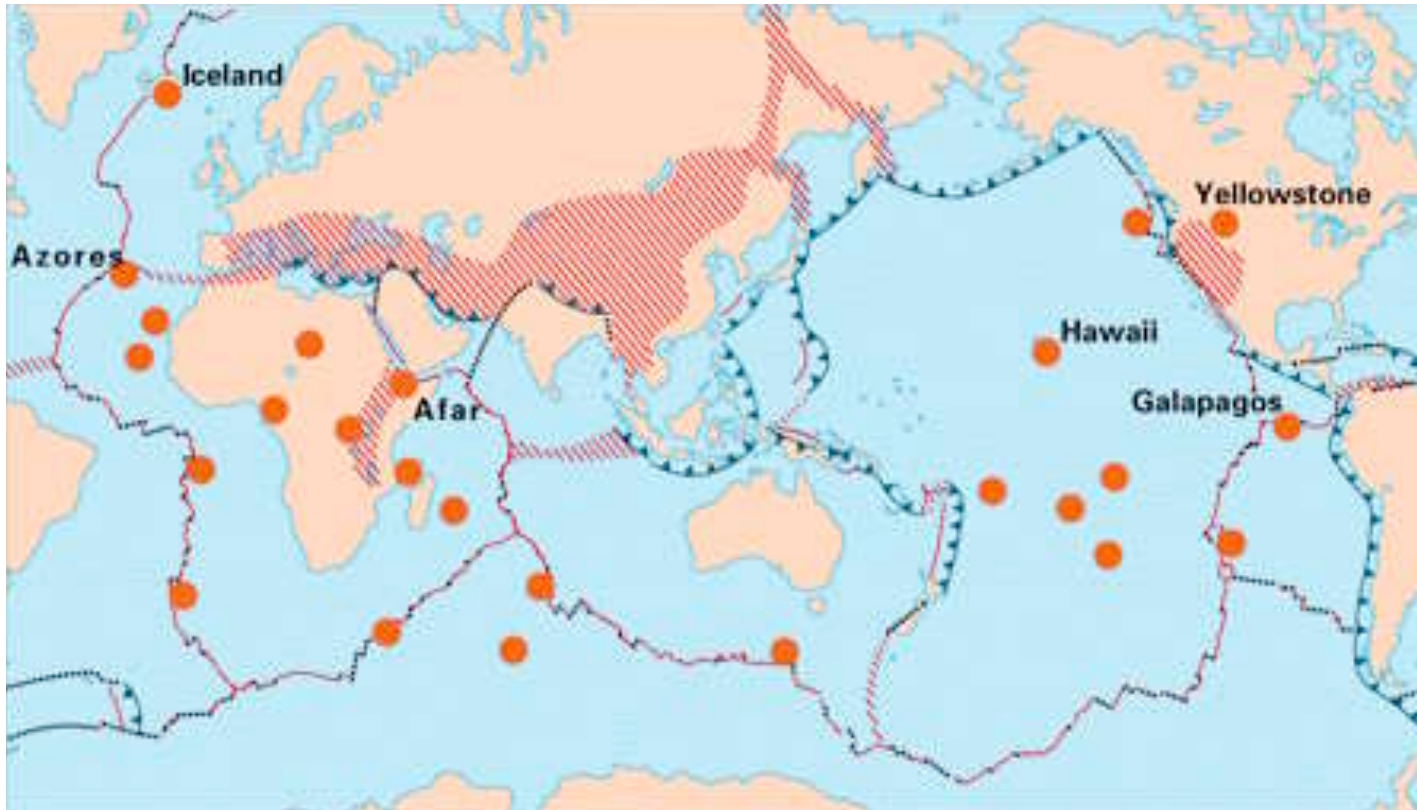 Iceland
Yellowstone
Azores
Hawaii
Galapagos
Afar